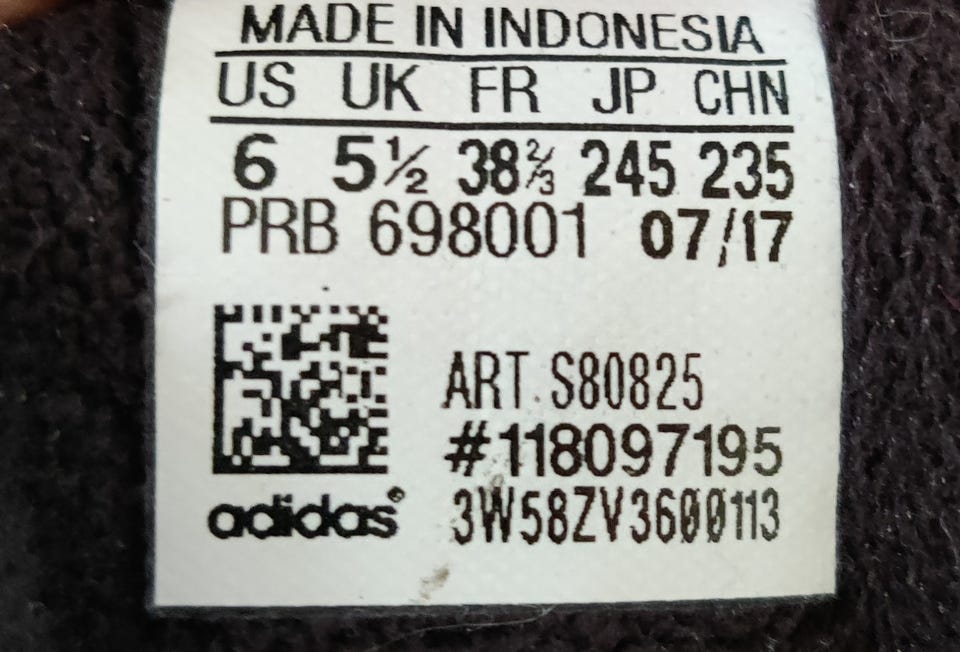 MADE IN INDONESIA
US UK FR JP CHN
6 5½ 38⅔ 245 235
PRB 698001 07/17
ART. S80825
#118097195
adidas® 3W58ZV3600113